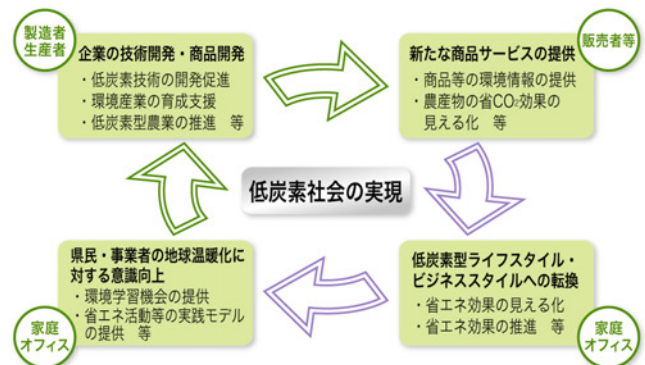 製造者
生産者
企業の技術開発・商品開発
・低炭素技術の開発促進
・環境産業の育成支援
・低炭素型農業の推進 等
販売者等
新たな商品サービスの提供
・商品等の環境情報の提供
・農産物の省CO₂効果の
見える化 等
低炭素社会の実現
県民・事業者の地球温暖化に
対する意識向上
・環境学習機会の提供
・省エネ活動等の実践モデル
の提供 等
家庭
オフィス
低炭素型ライフスタイル・
ビジネススタイルへの転換
・省エネ効果の見える化
・省エネ効果の推進 等
家庭
オフィス